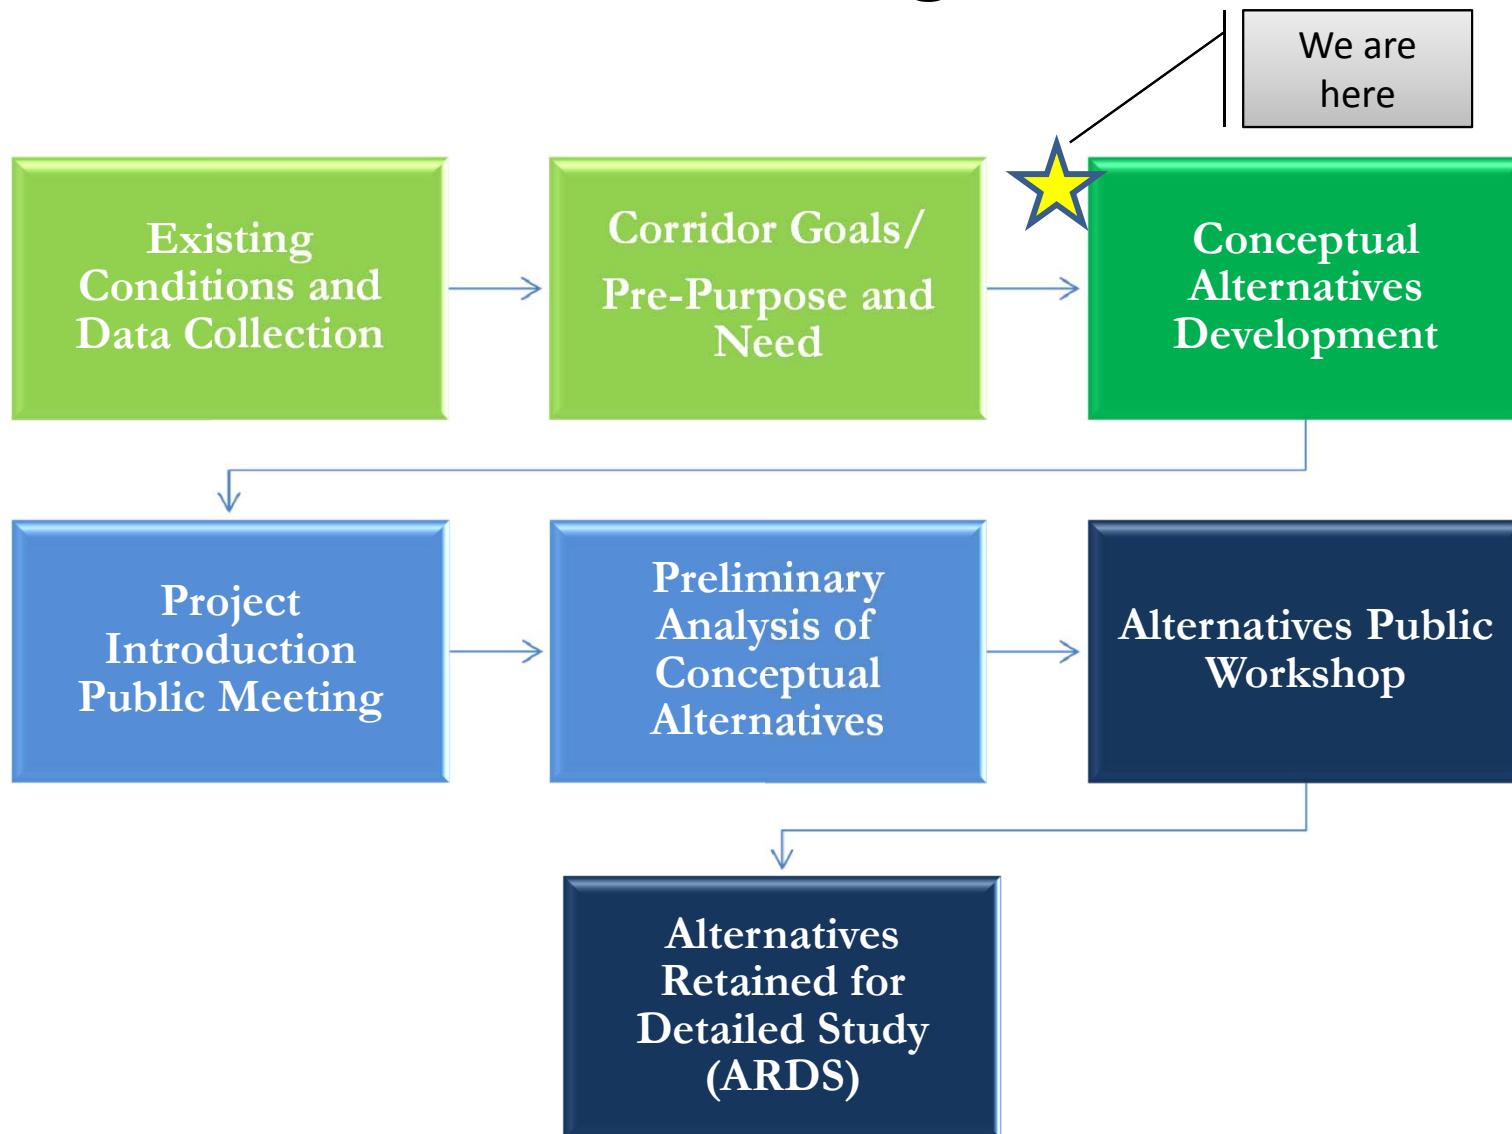 We are
here
Existing
Conditions and
Data Collection
Corridor Goals/
Pre-Purpose and
Need
Conceptual
Alternatives
Development
Project
Introduction
Public Meeting
Preliminary
Analysis of
Conceptual
Alternatives
Alternatives Public
Workshop
Alternatives
Retained for
Detailed Study
(ARDS)